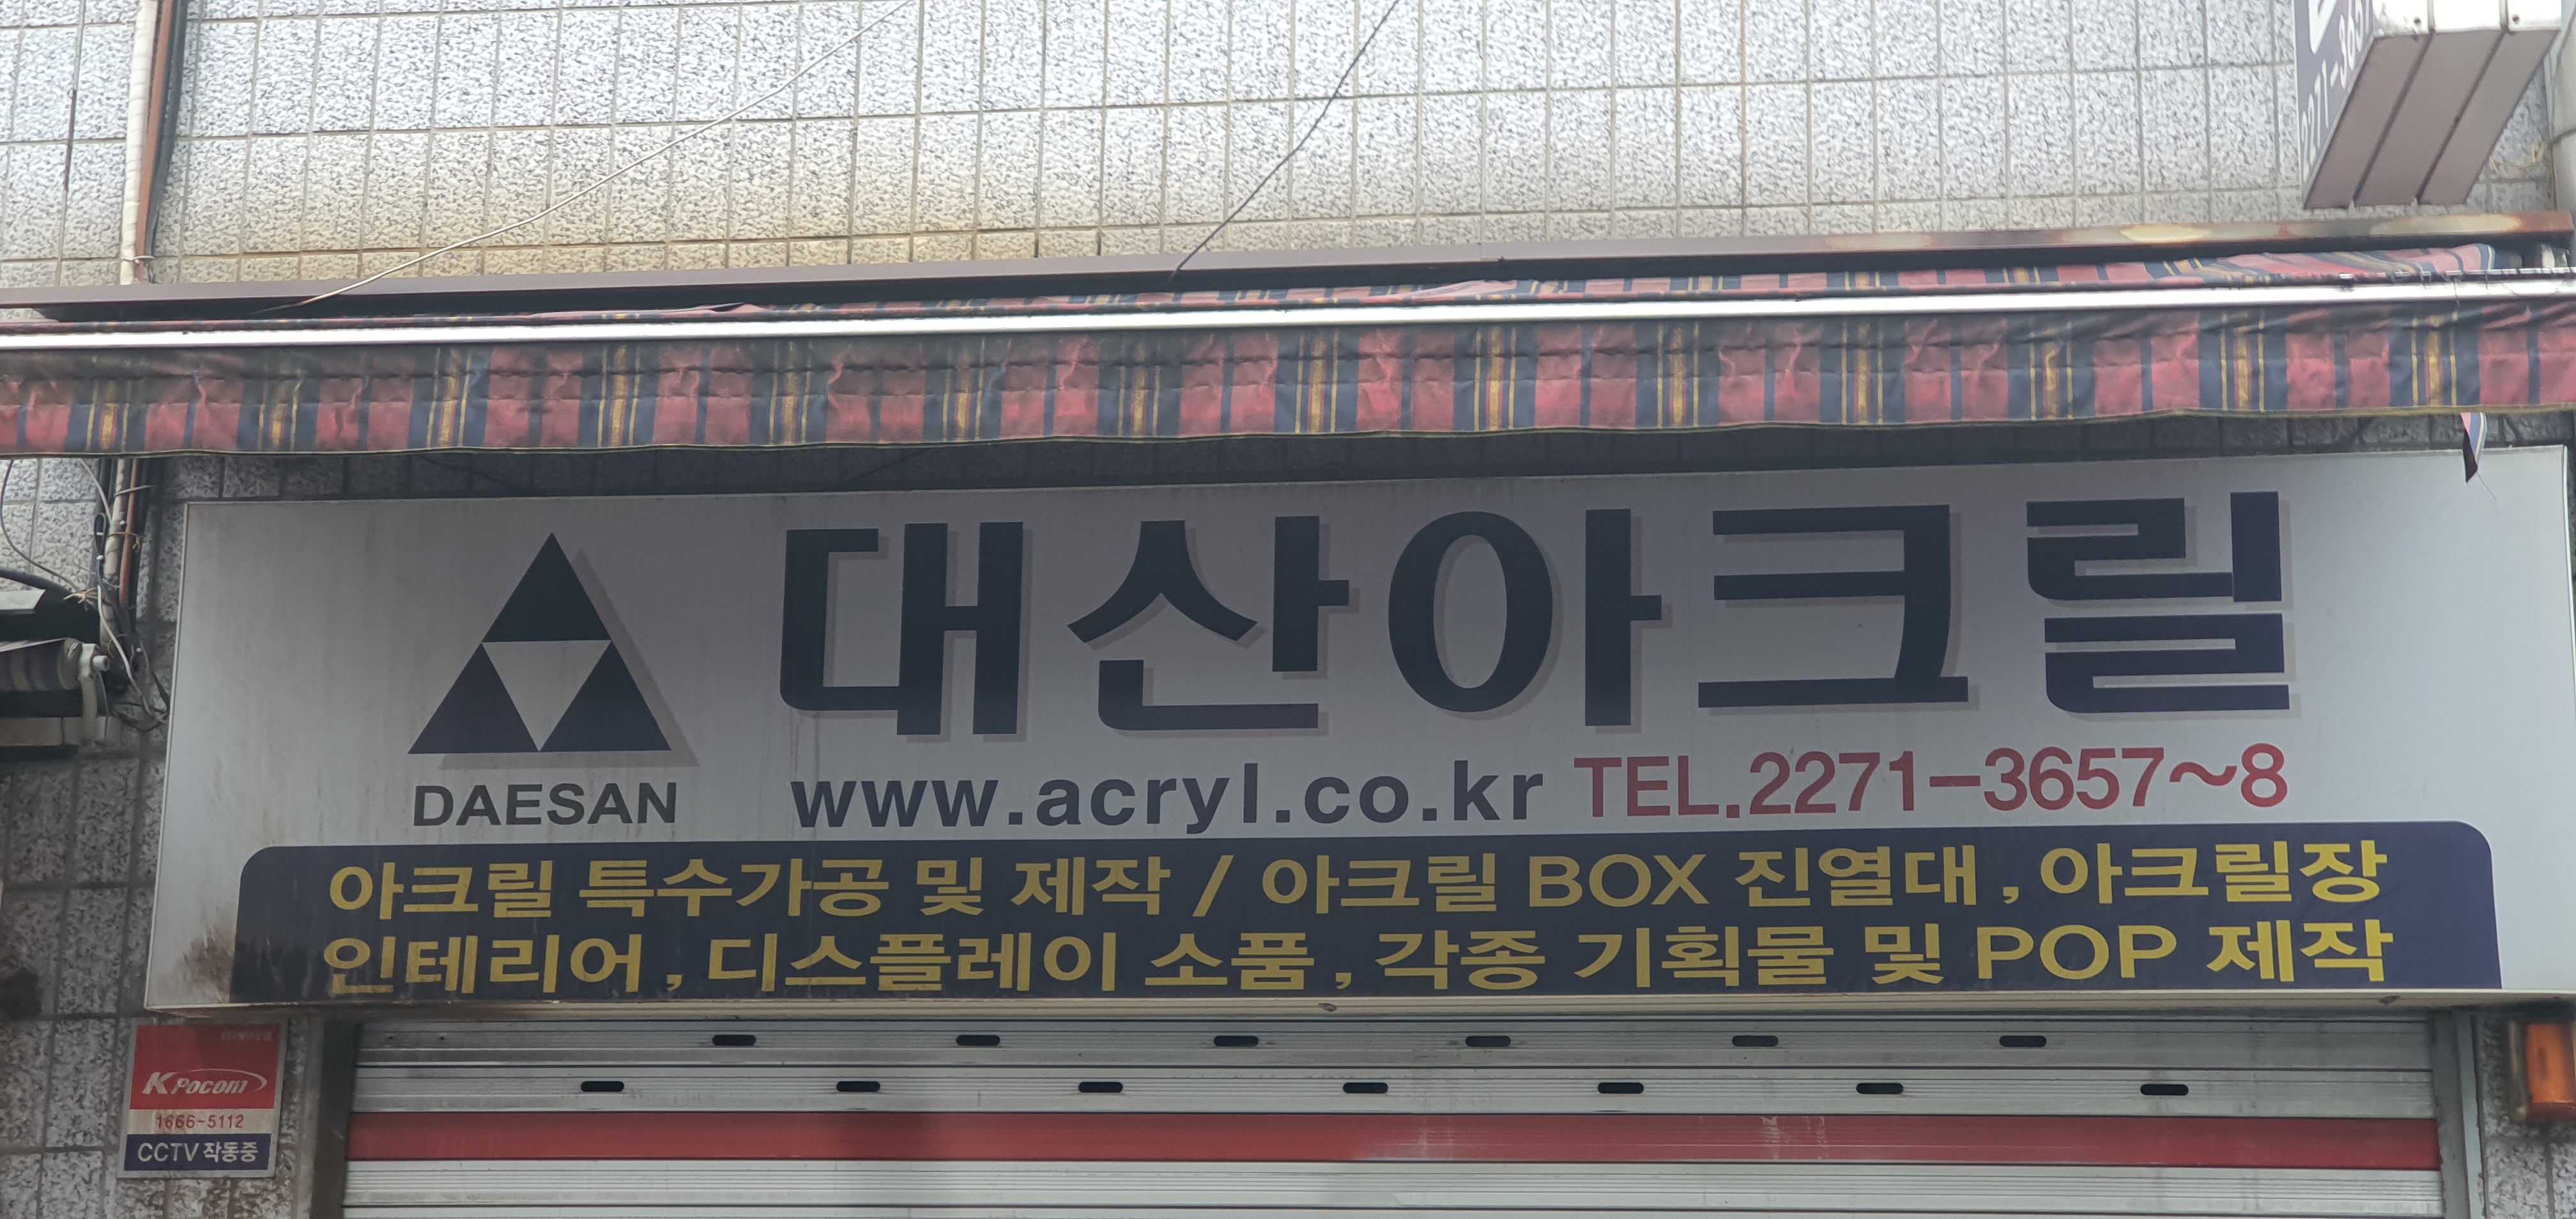 2271-3657
대산아크릴
DAESAN
www.acryl.co.kr TEL.2271-3657~8
아크릴 특수가공 및 제작 / 아크릴 BOX 진열대, 아크릴장
인테리어, 디스플레이 소품, 각종 기획물 및 POP 제작
KPocom
1666-5112
CCTV 작동중